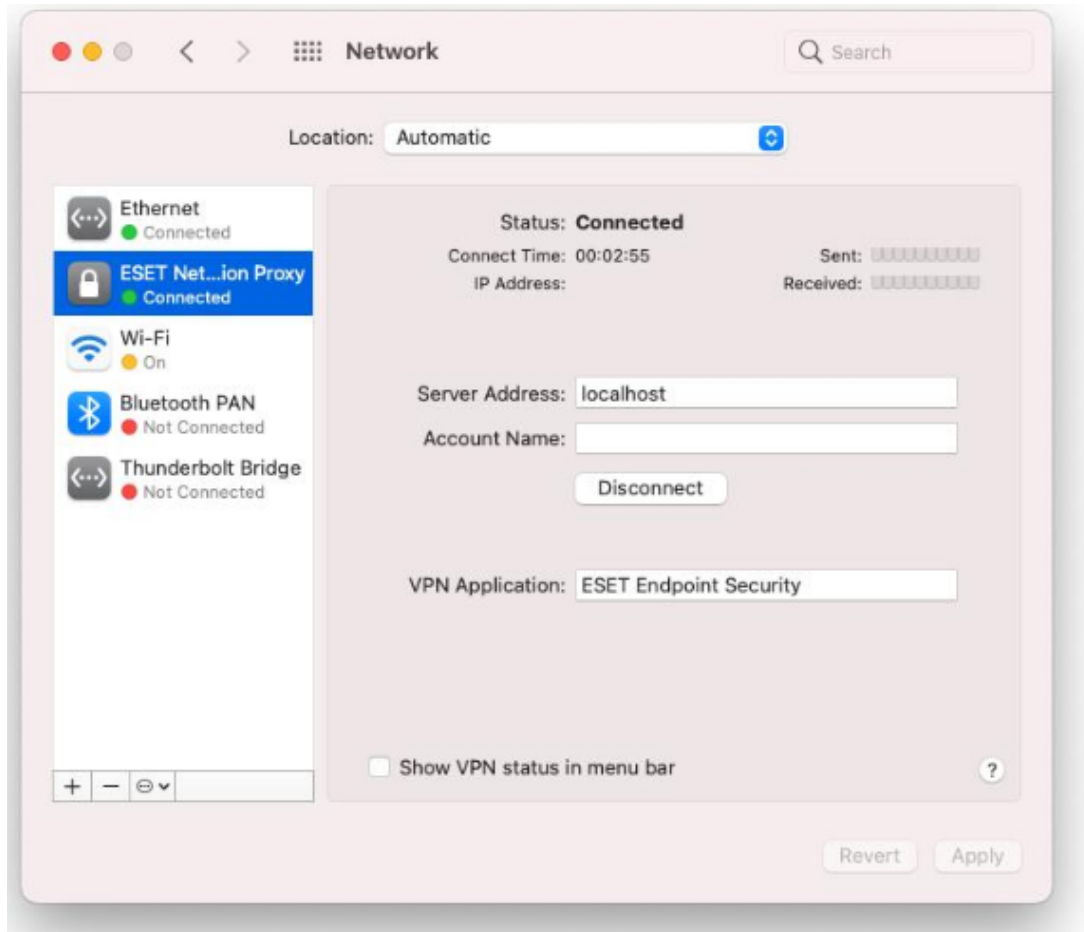 Network
Search
Location: Automatic
Ethernet
Connected
ESET Net...ion Proxy
Connected
Wi-Fi
On
Bluetooth PAN
Not Connected
Thunderbolt Bridge
Not Connected
Status: Connected
Connect Time: 00:02:55
Sent:
IP Address:
Received:
Server Address: localhost
Account Name:
Disconnect
VPN Application: ESET Endpoint Security
Show VPN status in menu bar
?
Revert
Apply